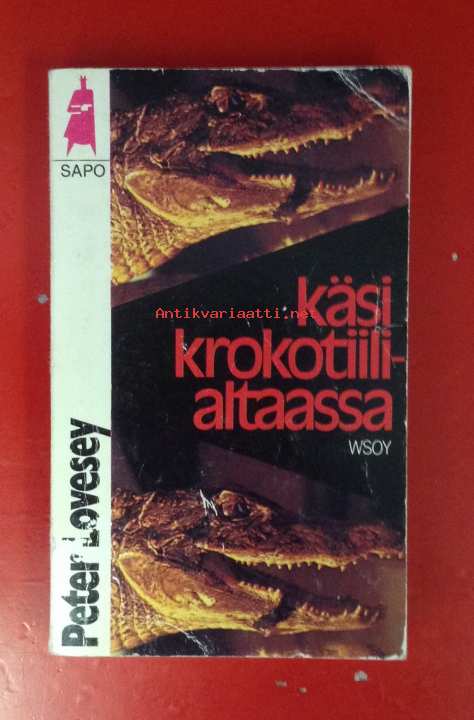 SAPO
käsi
Antikvariaatti.net
krokotiili-
altaassa
WSOY
Peter Lovesey